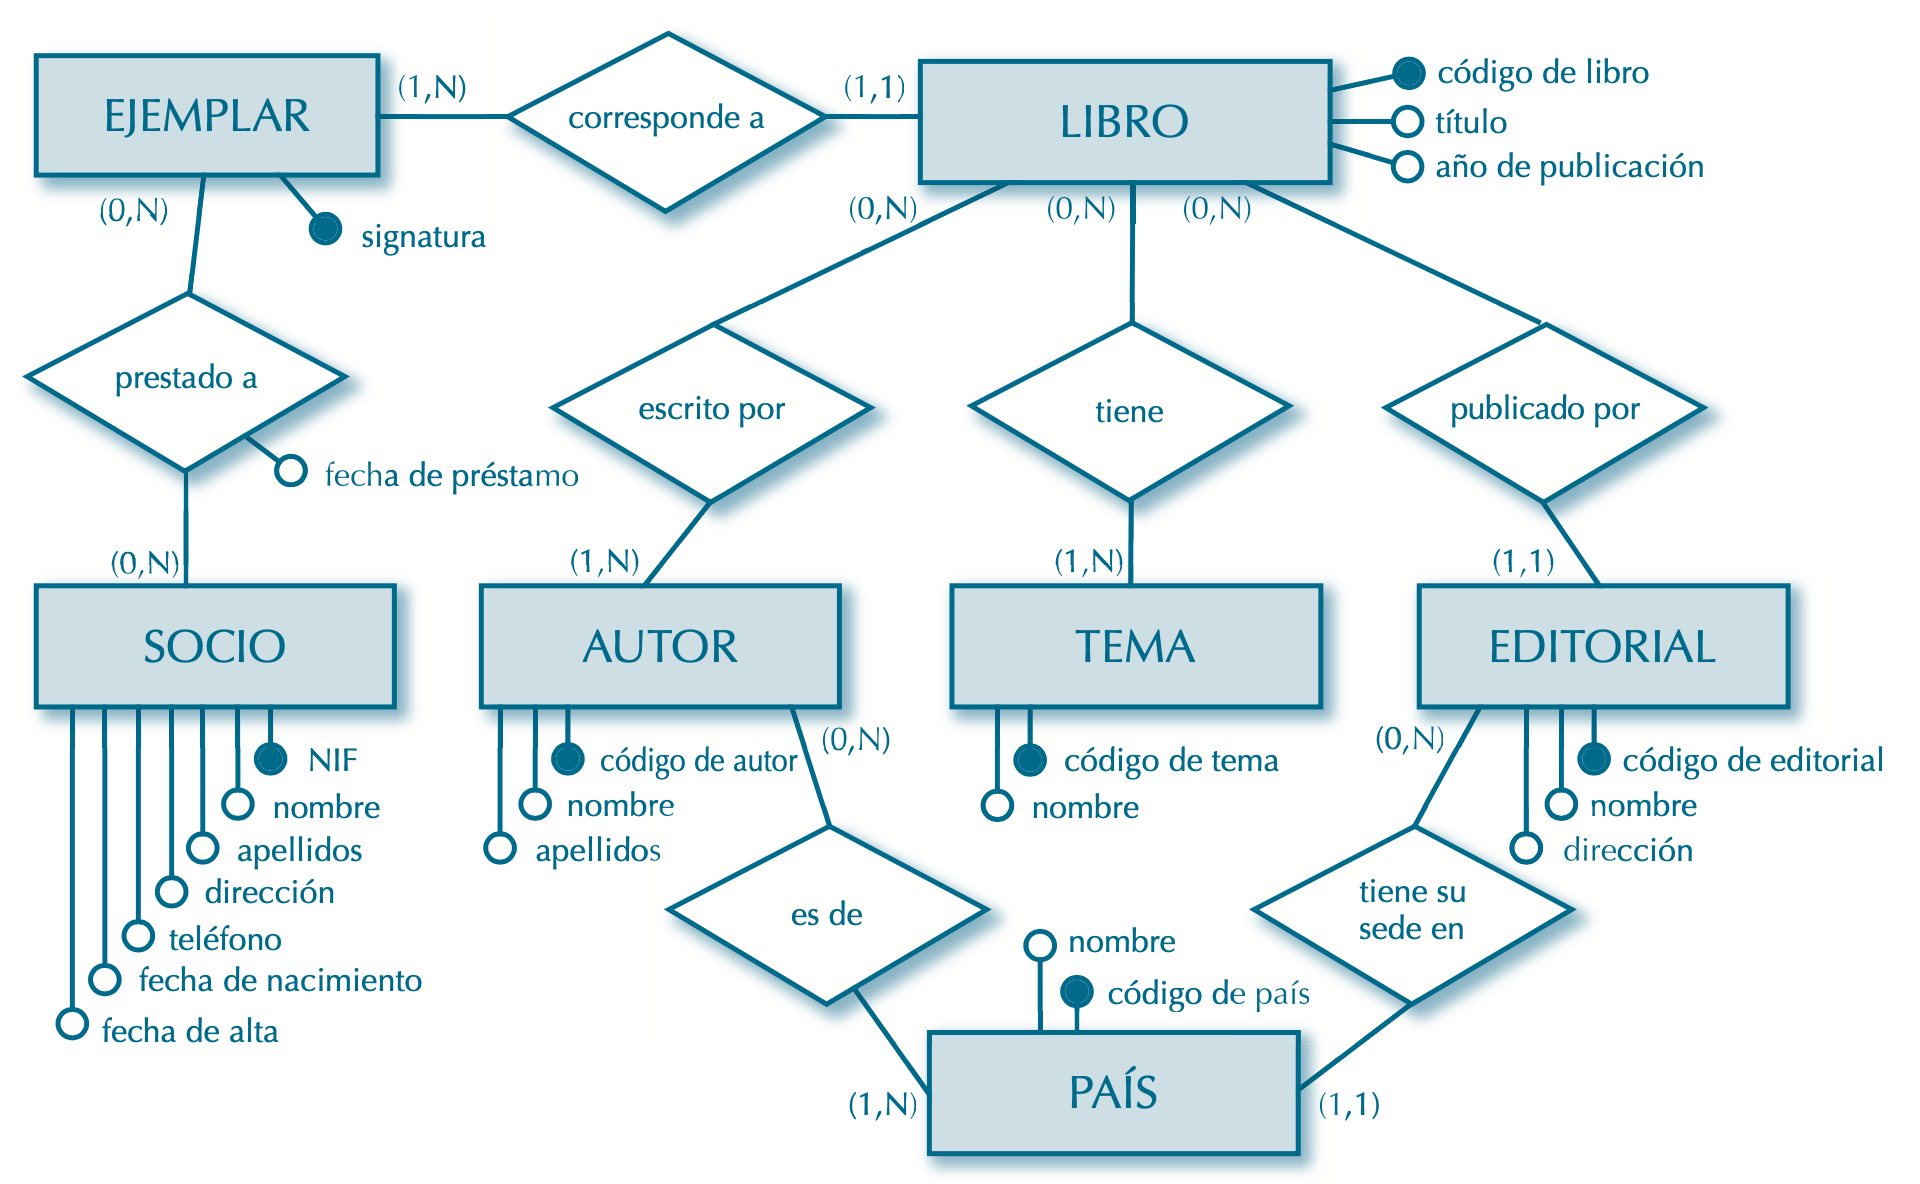 EJEMPLAR
(1,N)
corresponde a
(1,1)
LIBRO
código de libro
título
año de publicación
(0,N)
signatura
(0,N)
(0,N)
(0,N)
prestado a
fecha de préstamo
escrito por
tiene
publicado por
(0,N)
(1,N)
(1,N)
(1,1)
SOCIO
AUTOR
TEMA
EDITORIAL
NIF
nombre
apellidos
dirección
teléfono
fecha de nacimiento
fecha de alta
código de autor
nombre
apellidos
(0,N)
código de tema
nombre
(0,N)
código de editorial
nombre
dirección
es de
tiene su
sede en
nombre
código de país
(1,N)
PAÍS
(1,1)